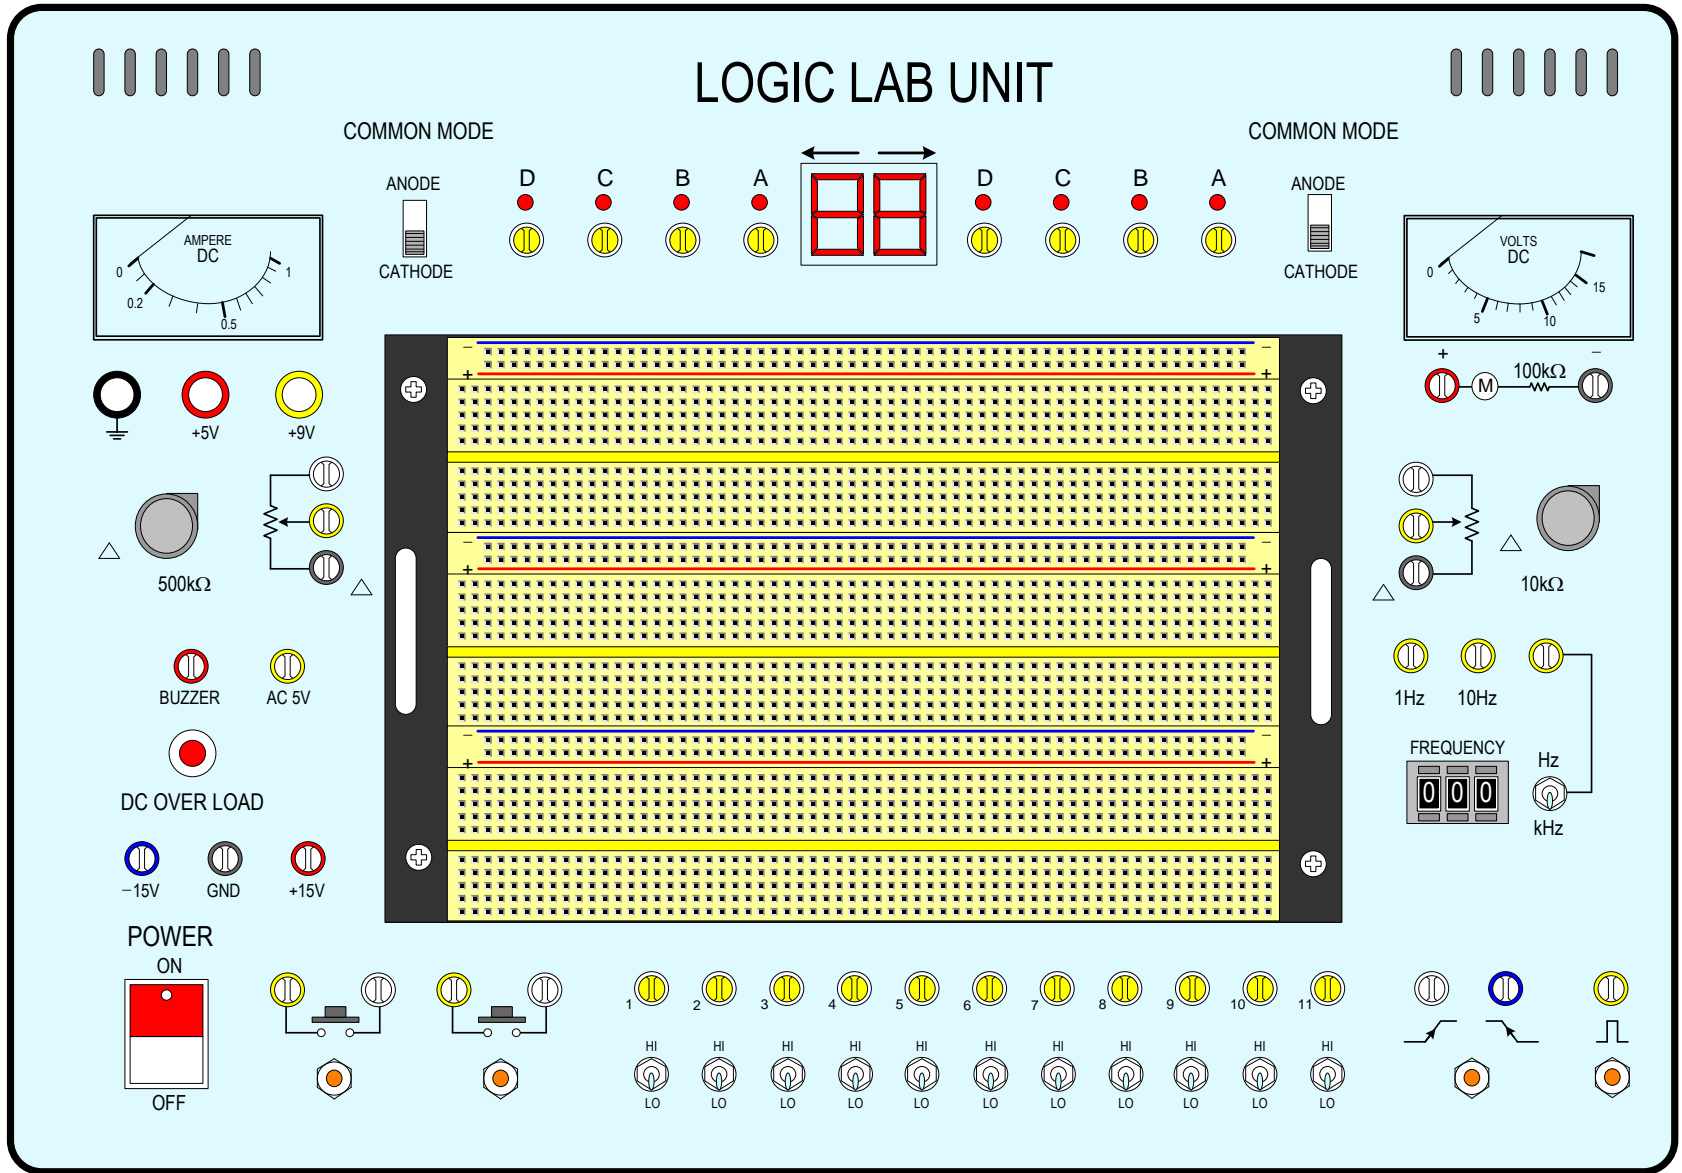 LOGIC LAB UNIT
COMMON MODE
COMMON MODE
ANODE
CATHODE
D C B A
88
D C B A
ANODE
CATHODE
AMPERE
DC
0
0.2
0.5
1
VOLTS
DC
0
5
10
15
+5V
+9V
+
M
100kΩ
−
− −
+ +
− −
+ +
− −
+ +
500kΩ
10kΩ
BUZZER
AC 5V
1Hz
10Hz
DC OVER LOAD
FREQUENCY
000
Hz
kHz
−15V
GND
+15V
POWER
ON
OFF
1 2 3 4 5 6 7 8 9 10 11
HI HI HI HI HI HI HI HI HI HI HI
LO LO LO LO LO LO LO LO LO LO LO